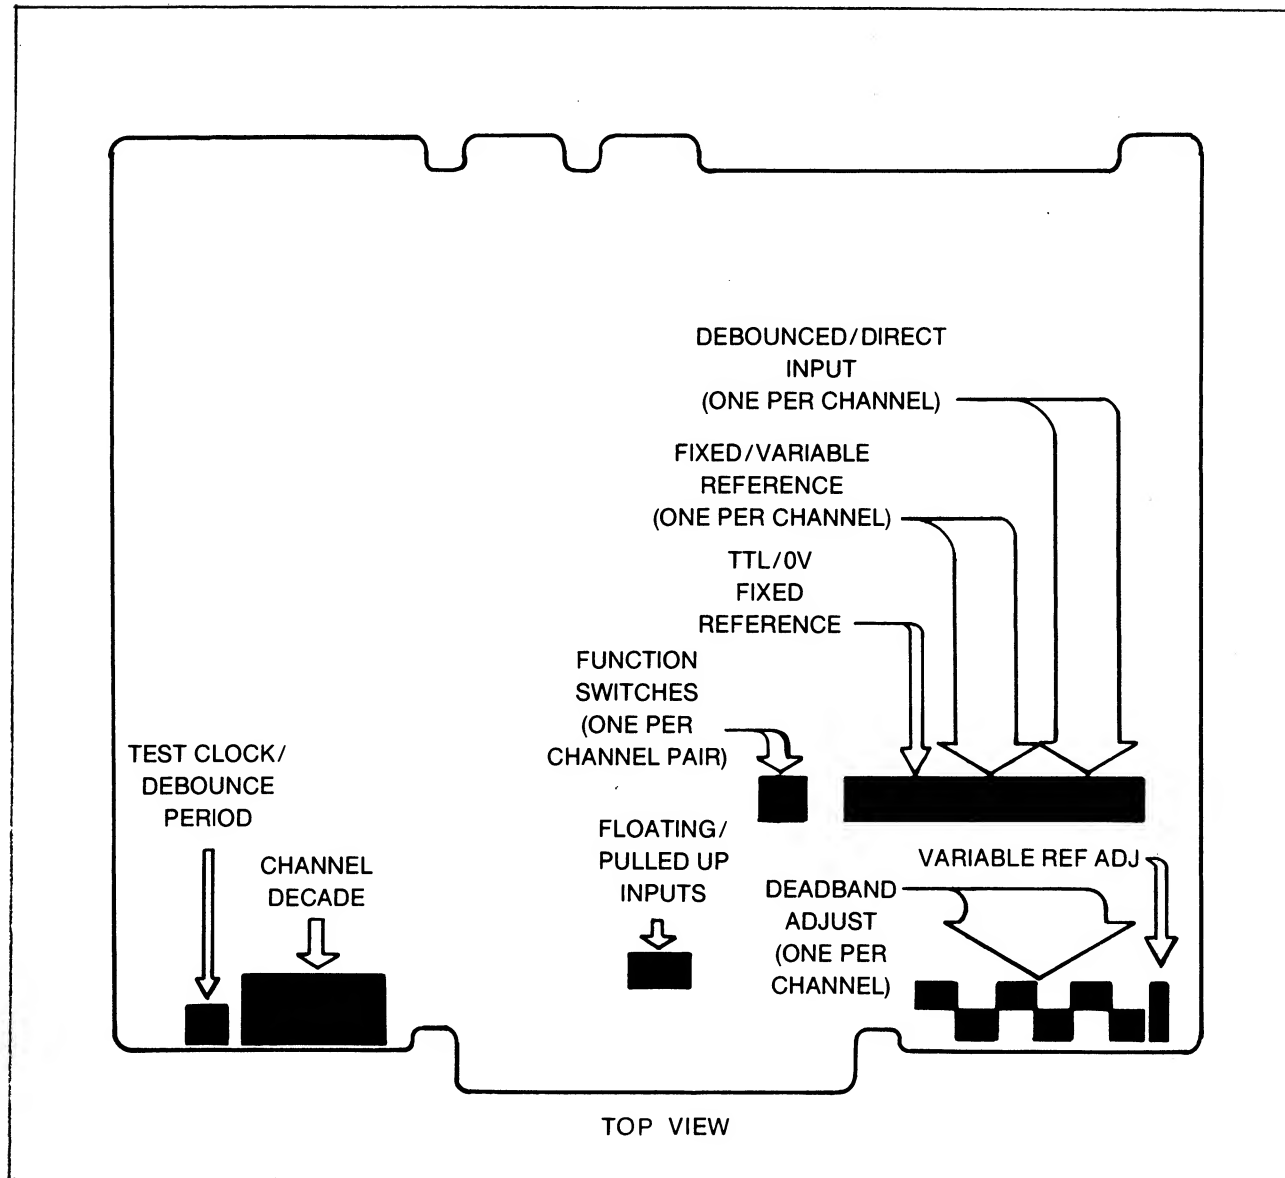 DEBOUNCED/DIRECT
INPUT
(ONE PER CHANNEL)
FIXED/VARIABLE
REFERENCE
(ONE PER CHANNEL)
TTL/0V
FIXED
REFERENCE
FUNCTION
SWITCHES
(ONE PER
CHANNEL PAIR)
TEST CLOCK/
DEBOUNCE
PERIOD
CHANNEL
DECADE
FLOATING/
PULLED UP
INPUTS
VARIABLE REF ADJ
DEADBAND
ADJUST
(ONE PER
CHANNEL)
TOP VIEW